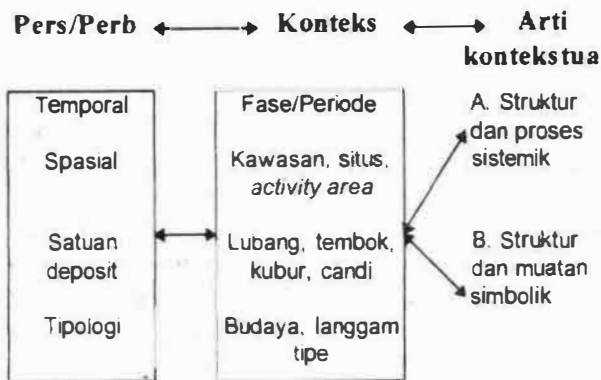 Pers/Perb Konteks Arti
kontekstua
Temporal
Spasial
Satuan
deposit
Tipologi
Fase/Periode
Kawasan, situs,
activity area
Lubang, tembok,
kubur, candi
Budaya, langgam
tipe
A. Struktur
dan proses
sistemik
B. Struktur
dan muatan
simbolik